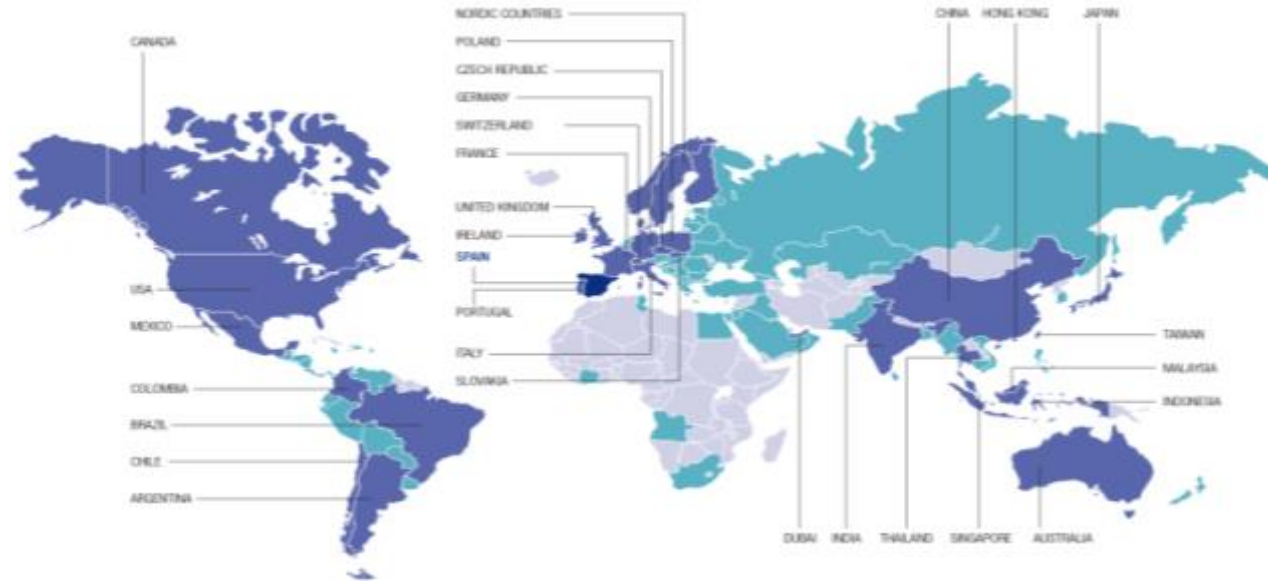 NORDIC COUNTRIES
CHINA
HONG KONG
JAPAN
CANADA
POLAND
CZECH REPUBLIC
GERMANY
SWITZERLAND
FRANCE
UNITED KINGDOM
IRELAND
SPAIN
USA
PORTUGAL
MEXICO
TAIWAN
ITALY
MALAYSIA
SLOVAKIA
COLOMBIA
INDONESIA
BRAZIL
CHILE
ARGENTINA
DUBAI
INDIA
THAILAND
SINGAPORE
AUSTRALIA